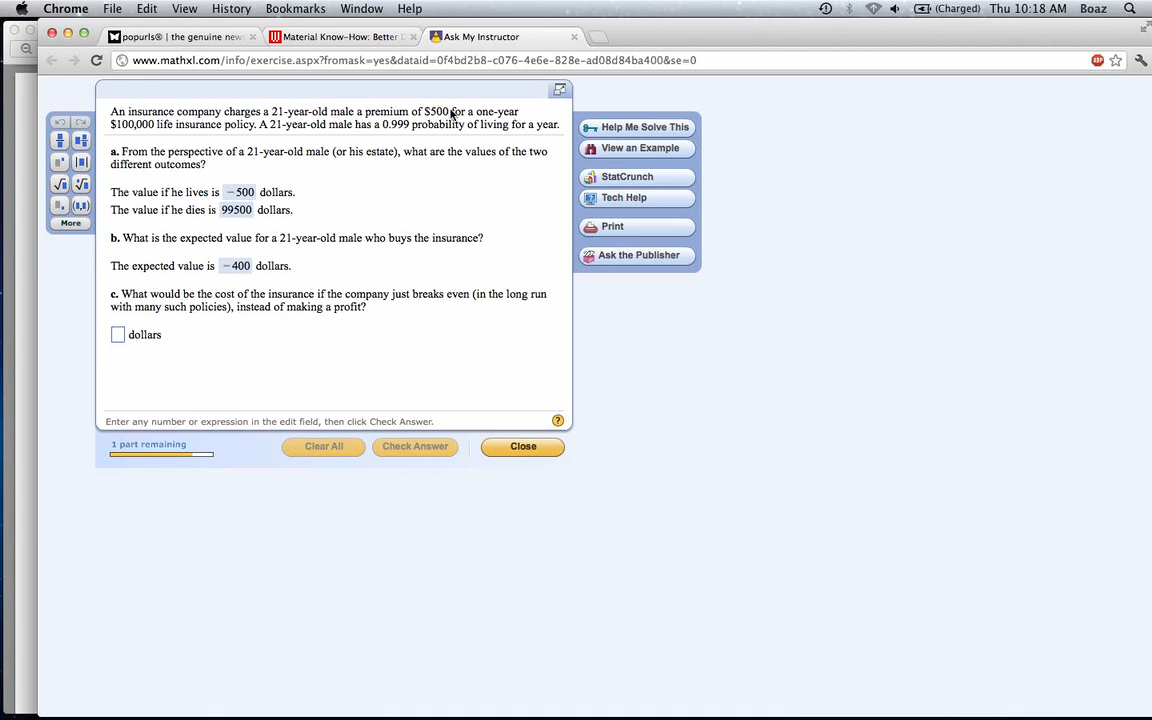 Chrome File Edit View History Bookmarks Window Help (Charged) Thu 10:18 AM Boaz
popurls® | the genuine new Material Know-How: Better D Ask My Instructor
www.mathxl.com/info/exercise.aspx?fromask=yes&dataid=0f4bd2b8-c076-4e6e-828e-ad08d84ba400&se=0
ABP
An insurance company charges a 21-year-old male a premium of $500 for a one-year
$100,000 life insurance policy. A 21-year-old male has a 0.999 probability of living for a year.
a. From the perspective of a 21-year-old male (or his estate), what are the values of the two
different outcomes?
The value if he lives is −500 dollars.
The value if he dies is 99500 dollars.
b. What is the expected value for a 21-year-old male who buys the insurance?
The expected value is −400 dollars.
c. What would be the cost of the insurance if the company just breaks even (in the long run
with many such policies), instead of making a profit?
dollars
Enter any number or expression in the edit field, then click Check Answer. ?
1 part remaining
Clear All Check Answer Close
More
Help Me Solve This
View an Example
StatCrunch
Tech Help
Print
Ask the Publisher